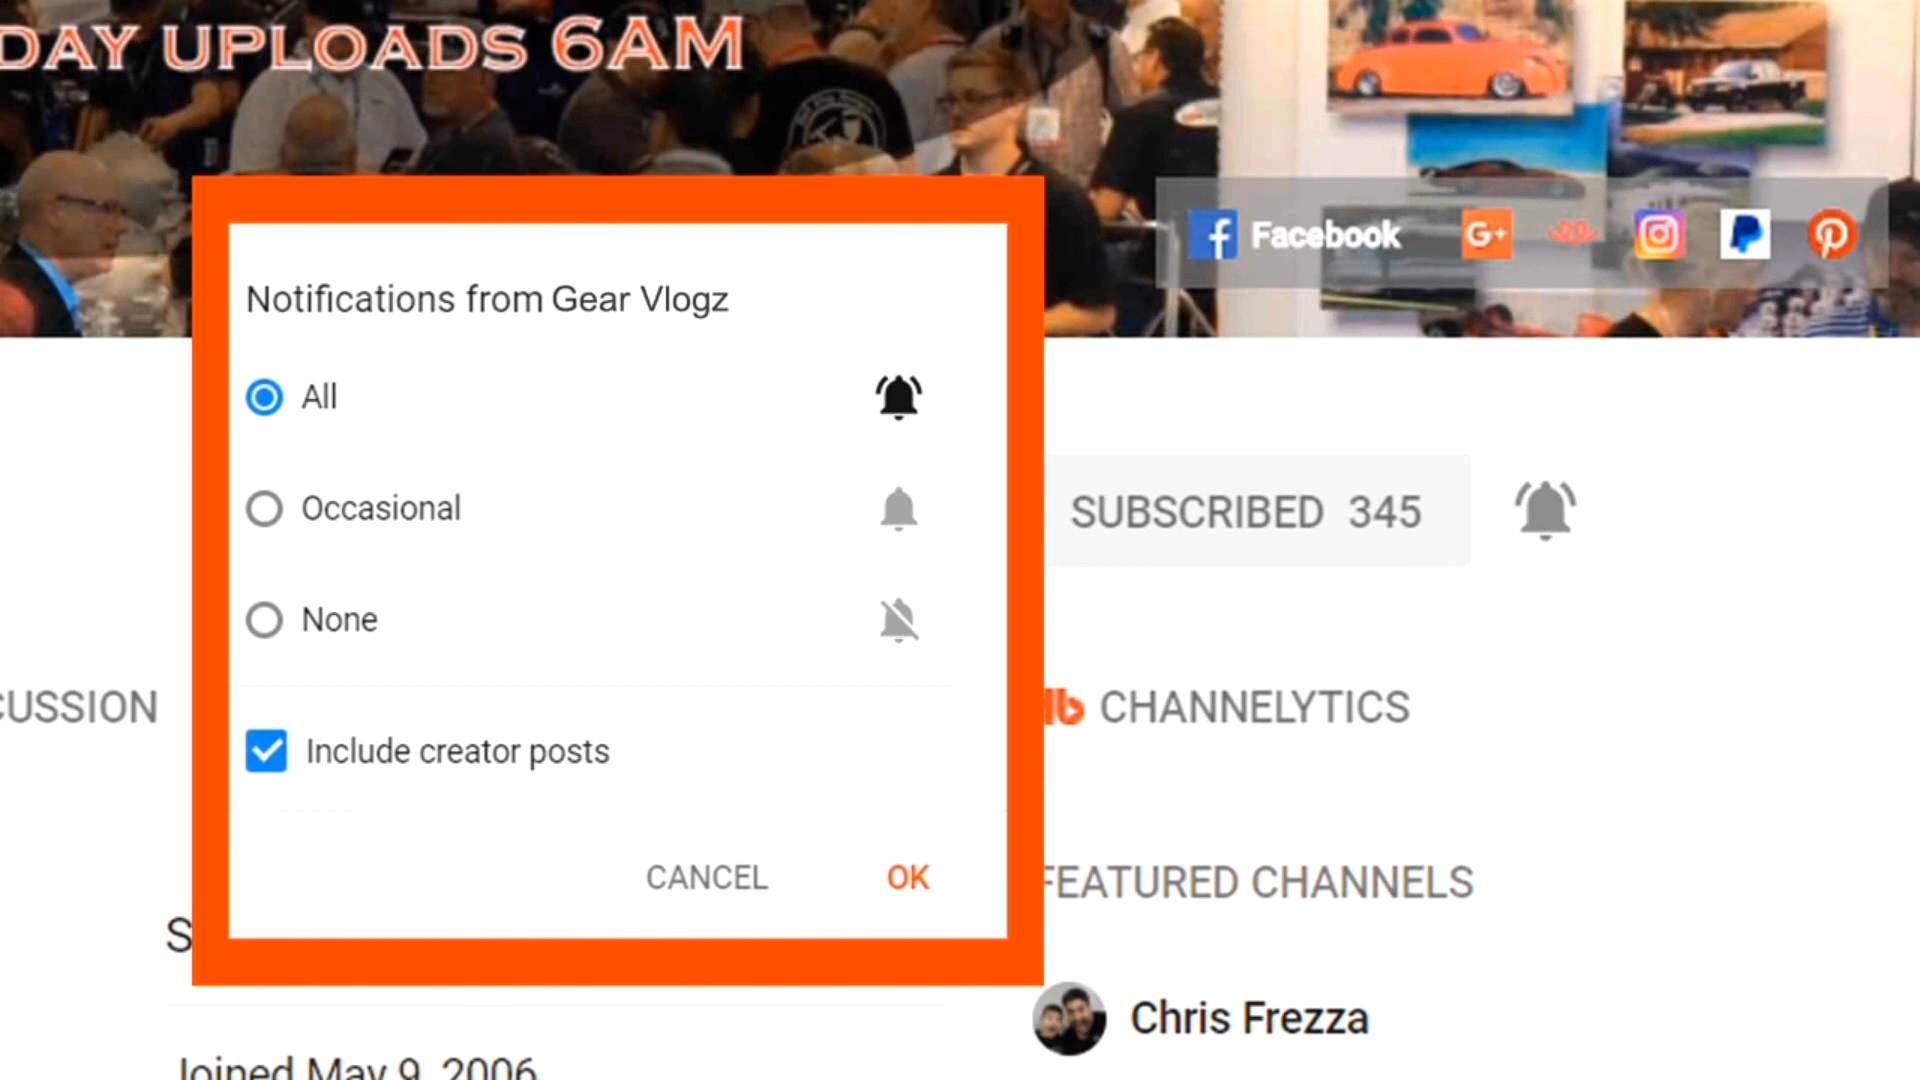 DAY UPLOADS 6AM
Facebook
G+
Notifications from Gear Vlogz
All
Occasional
None
Include creator posts
CANCEL OK
SUBSCRIBED 345
CUSSION
CHANNELYTICS
FEATURED CHANNELS
S
Chris Frezza
Joined May 9, 2006